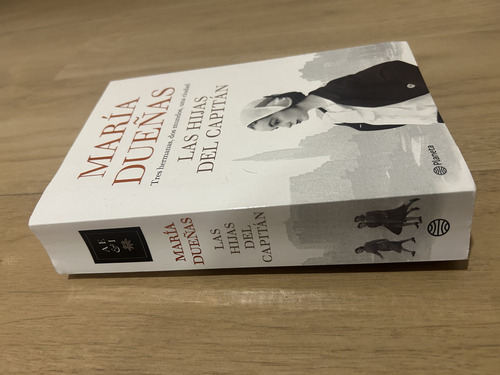 MARÍA
DUEÑAS
Tres hermanas, dos mundos, una ciudad
LAS HIJAS
DEL CAPITÁN
Planeta
A E
& I
MARÍA
DUEÑAS
LAS
HIJAS
DEL
CAPITÁN